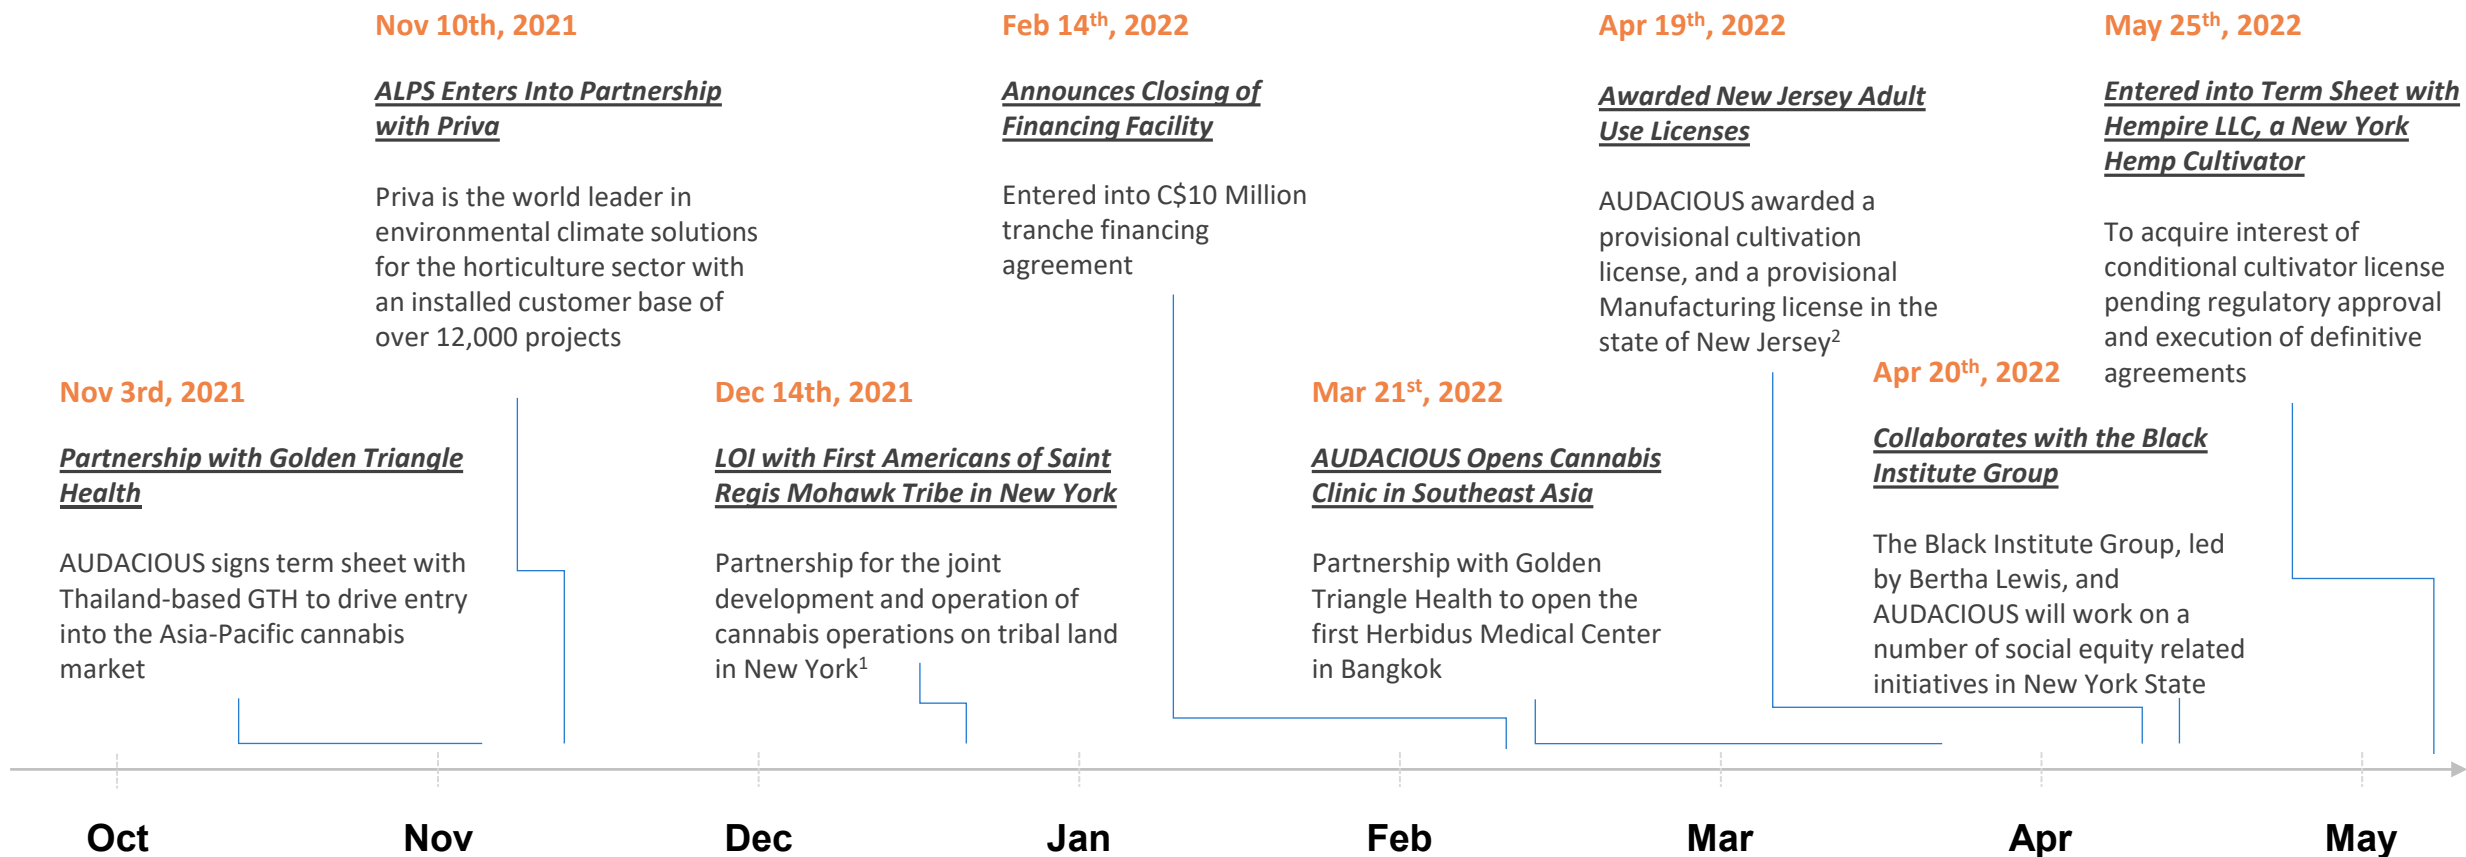 Nov 10th, 2021
ALPS Enters Into Partnership
with Priva
Priva is the world leader in
environmental climate solutions
for the horticulture sector with
an installed customer base of
over 12,000 projects
Feb 14th, 2022
Announces Closing of
Financing Facility
Entered into C$10 Million
tranche financing
agreement
Apr 19th, 2022
Awarded New Jersey Adult
Use Licenses
AUDACIOUS awarded a
provisional cultivation
license, and a provisional
Manufacturing license in the
state of New Jersey2
May 25th, 2022
Entered into Term Sheet with
Hempire LLC, a New York
Hemp Cultivator
To acquire interest of
conditional cultivator license
pending regulatory approval
and execution of definitive
agreements
Nov 3rd, 2021
Partnership with Golden Triangle
Health
AUDACIOUS signs term sheet with
Thailand-based GTH to drive entry
into the Asia-Pacific cannabis
market
Dec 14th, 2021
LOI with First Americans of Saint
Regis Mohawk Tribe in New York
Partnership for the joint
development and operation of
cannabis operations on tribal land
in New York1
Mar 21st, 2022
AUDACIOUS Opens Cannabis
Clinic in Southeast Asia
Partnership with Golden
Triangle Health to open the
first Herbidus Medical Center
in Bangkok
Apr 20th, 2022
Collaborates with the Black
Institute Group
The Black Institute Group, led
by Bertha Lewis, and
AUDACIOUS will work on a
number of social equity related
initiatives in New York State
Oct Nov Dec Jan Feb Mar Apr May